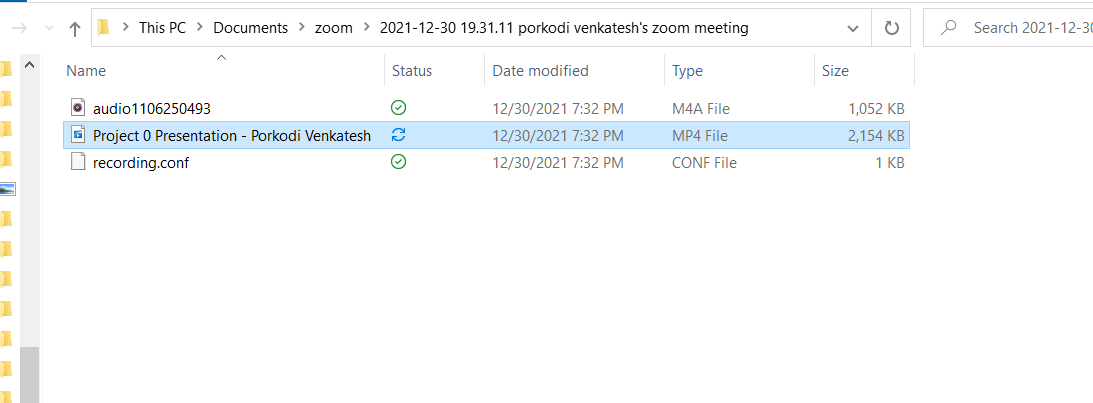 This PC > Documents > zoom > 2021-12-30 19.31.11 porkodi venkatesh's zoom meeting Search 2021-12-30
Name Status Date modified Type Size
audio1106250493 12/30/2021 7:32 PM M4A File 1,052 KB
Project 0 Presentation - Porkodi Venkatesh 12/30/2021 7:32 PM MP4 File 2,154 KB
recording.conf 12/30/2021 7:32 PM CONF File 1 KB